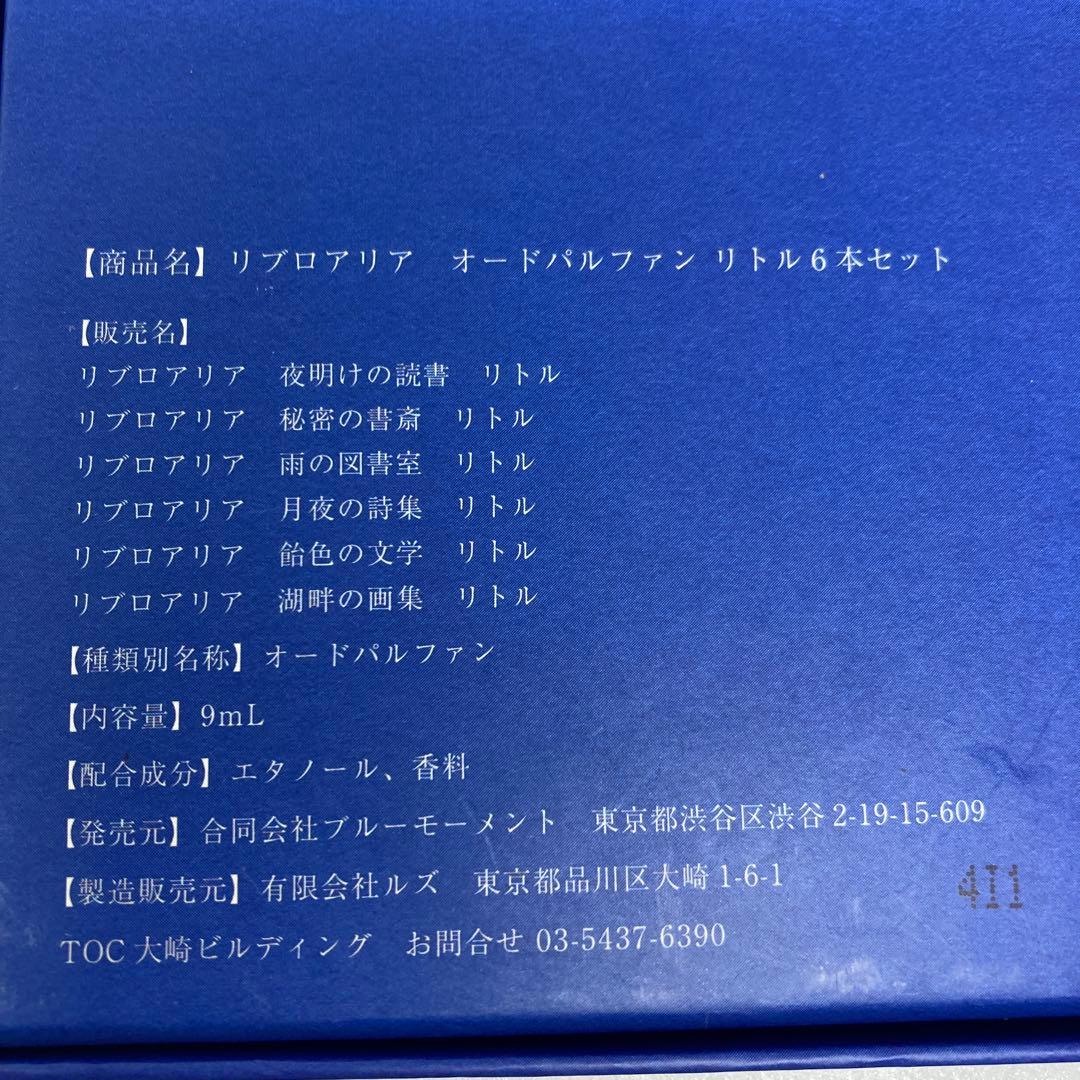 【商品名】リブロアリア　オードパルファン リトル6本セット
【販売名】
リブロアリア　夜明けの読書　リトル
リブロアリア　秘密の書斎　リトル
リブロアリア　雨の図書室　リトル
リブロアリア　月夜の詩集　リトル
リブロアリア　飴色の文学　リトル
リブロアリア　湖畔の画集　リトル
【種類別名称】オードパルファン
【内容量】9mL
【配合成分】エタノール、香料
【発売元】合同会社ブルーモーメント　東京都渋谷区渋谷2-19-15-609
【製造販売元】有限会社ルズ　東京都品川区大崎1-6-1
TOC大崎ビルディング　お問合せ 03-5437-6390
411